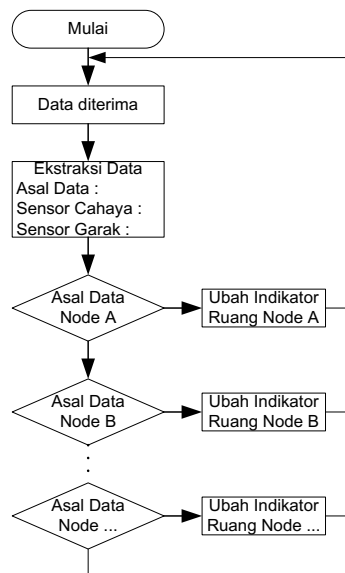 Mulai
Data diterima
Ekstraksi Data
Asal Data :
Sensor Cahaya :
Sensor Garak :
Asal Data
Node A
Ubah Indikator
Ruang Node A
Asal Data
Node B
Ubah Indikator
Ruang Node B
Asal Data
Node ...
Ubah Indikator
Ruang Node ...